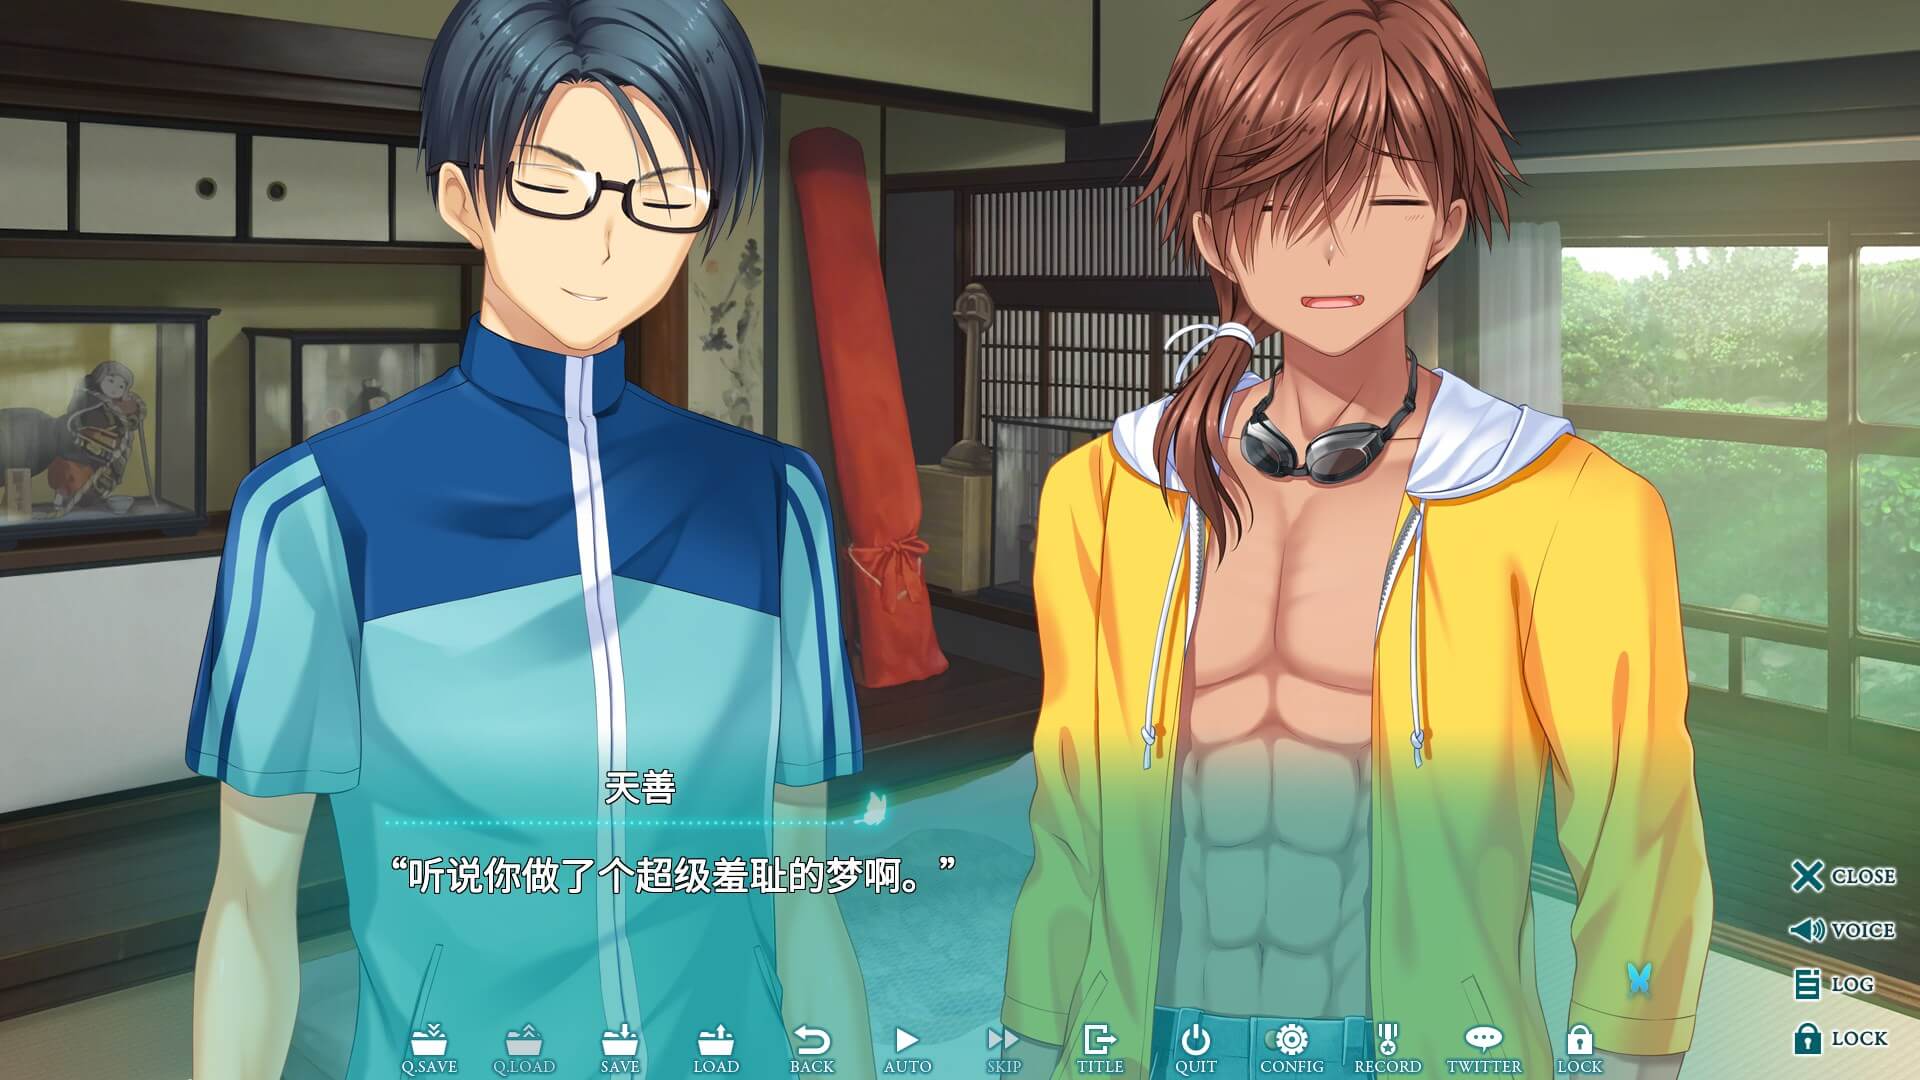 天善
“听说你做了个超级羞耻的梦啊。”
CLOSE
VOICE
LOG
LOCK
Q.SAVE
Q.LOAD
SAVE
LOAD
BACK
AUTO
SKIP
TITLE
QUIT
CONFIG
RECORD
TWITTER
LOCK